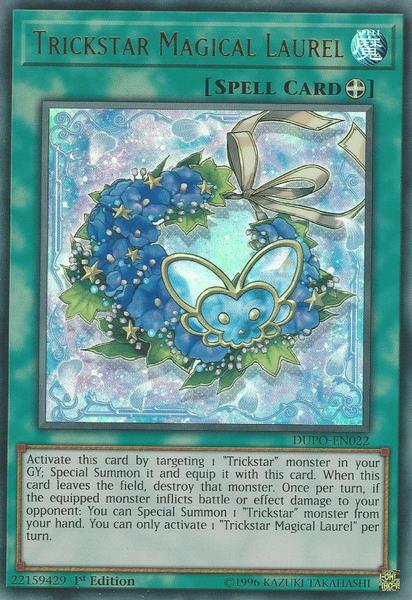 TRICKSTAR MAGICAL LAUREL
SPELL
魔
[SPELL CARD]
DUPO-EN022
Activate this card by targeting 1 "Trickstar" monster in your
GY; Special Summon it and equip it with this card. When this
card leaves the field, destroy that monster. Once per turn, if
the equipped monster inflicts battle or effect damage to your
opponent: You can Special Summon 1 "Trickstar" monster from
your hand. You can only activate 1 "Trickstar Magical Laurel" per
turn.
22159429 1st Edition
©1996 KAZUKI TAKAHASHI